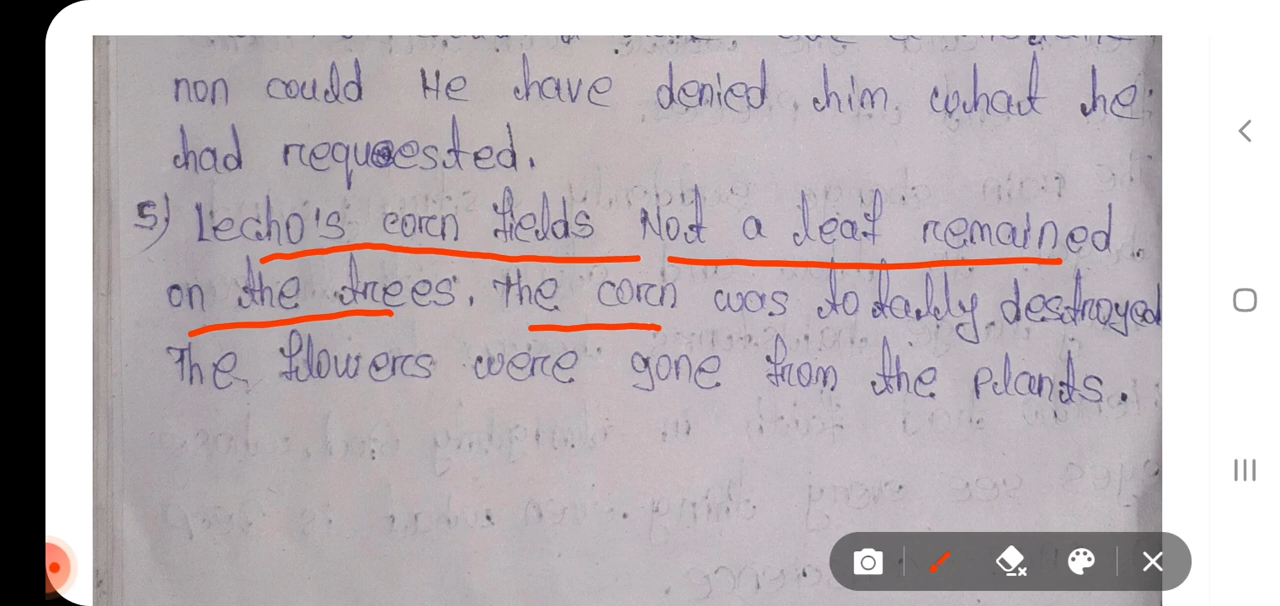 non could He have denied him what he
had requested.
5) Lecho's corn fields Not a leaf remained
on the trees. The corn was totally destroyed
The flowers were gone from the plants.